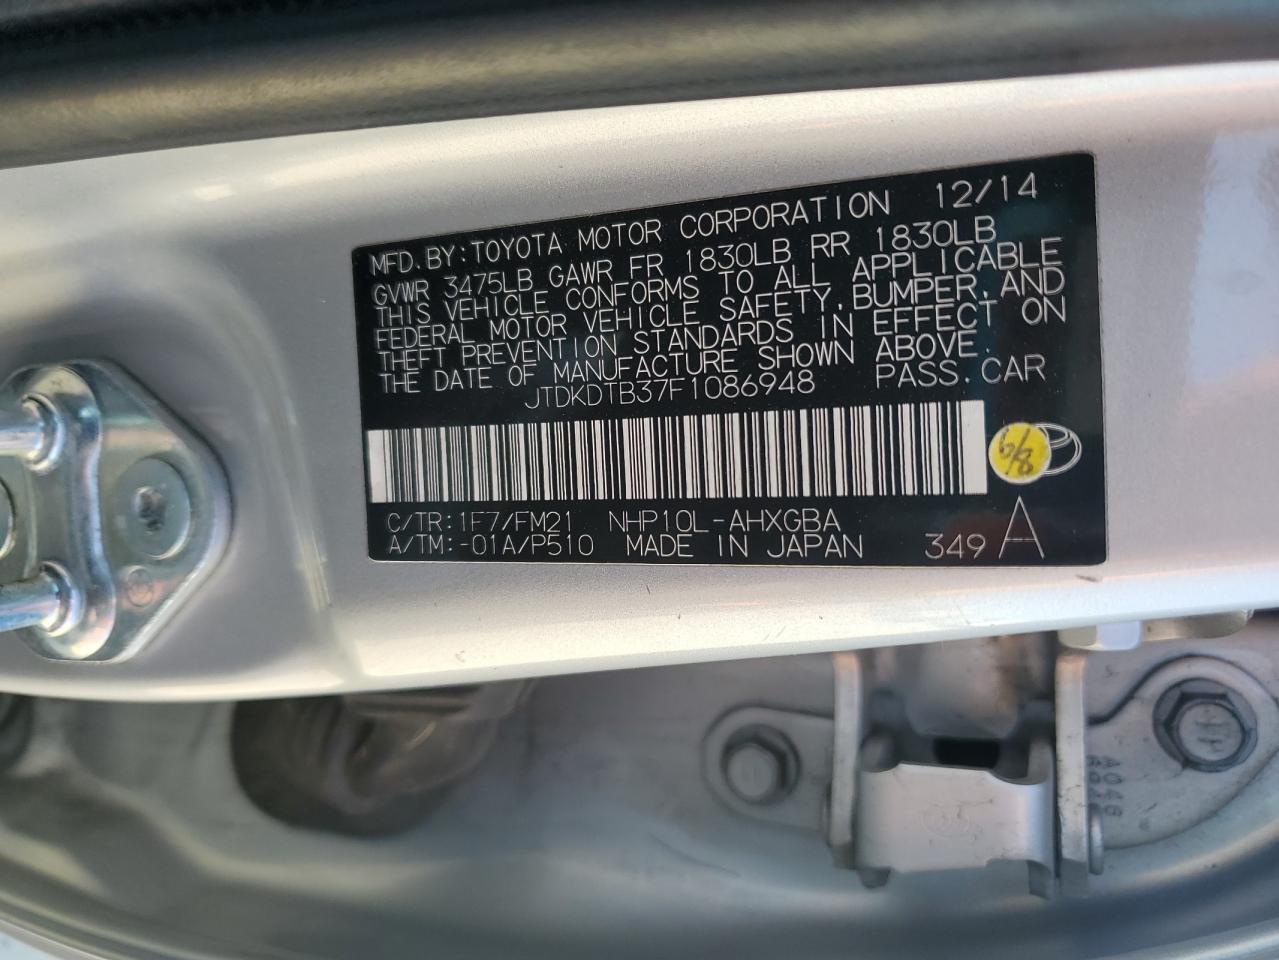 MFD. BY: TOYOTA MOTOR CORPORATION 12/14
GVWR 3475LB GAWR FR 1830LB RR 1830LB
THIS VEHICLE CONFORMS TO ALL APPLICABLE
FEDERAL MOTOR VEHICLE SAFETY, BUMPER, AND
THEFT PREVENTION STANDARDS IN EFFECT ON
THE DATE OF MANUFACTURE SHOWN ABOVE.
JTDKDTB37F1086948 PASS. CAR
6/8
C/TR: 1F7/FM21 NHP10L-AHXGBA
A/TM: -01A/P510 MADE IN JAPAN 349 A